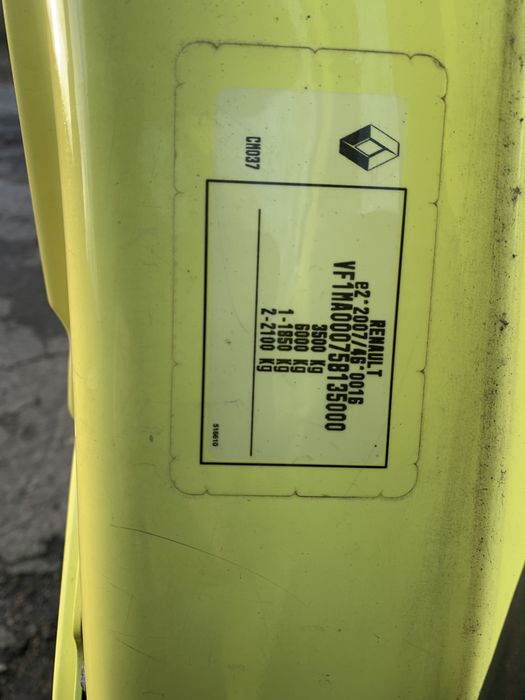 CM037
RENAULT
e2*2007/46*0016
VF1MA000758135000
3500 Kg
6000 Kg
1-1850 Kg
2-2100 Kg
516610